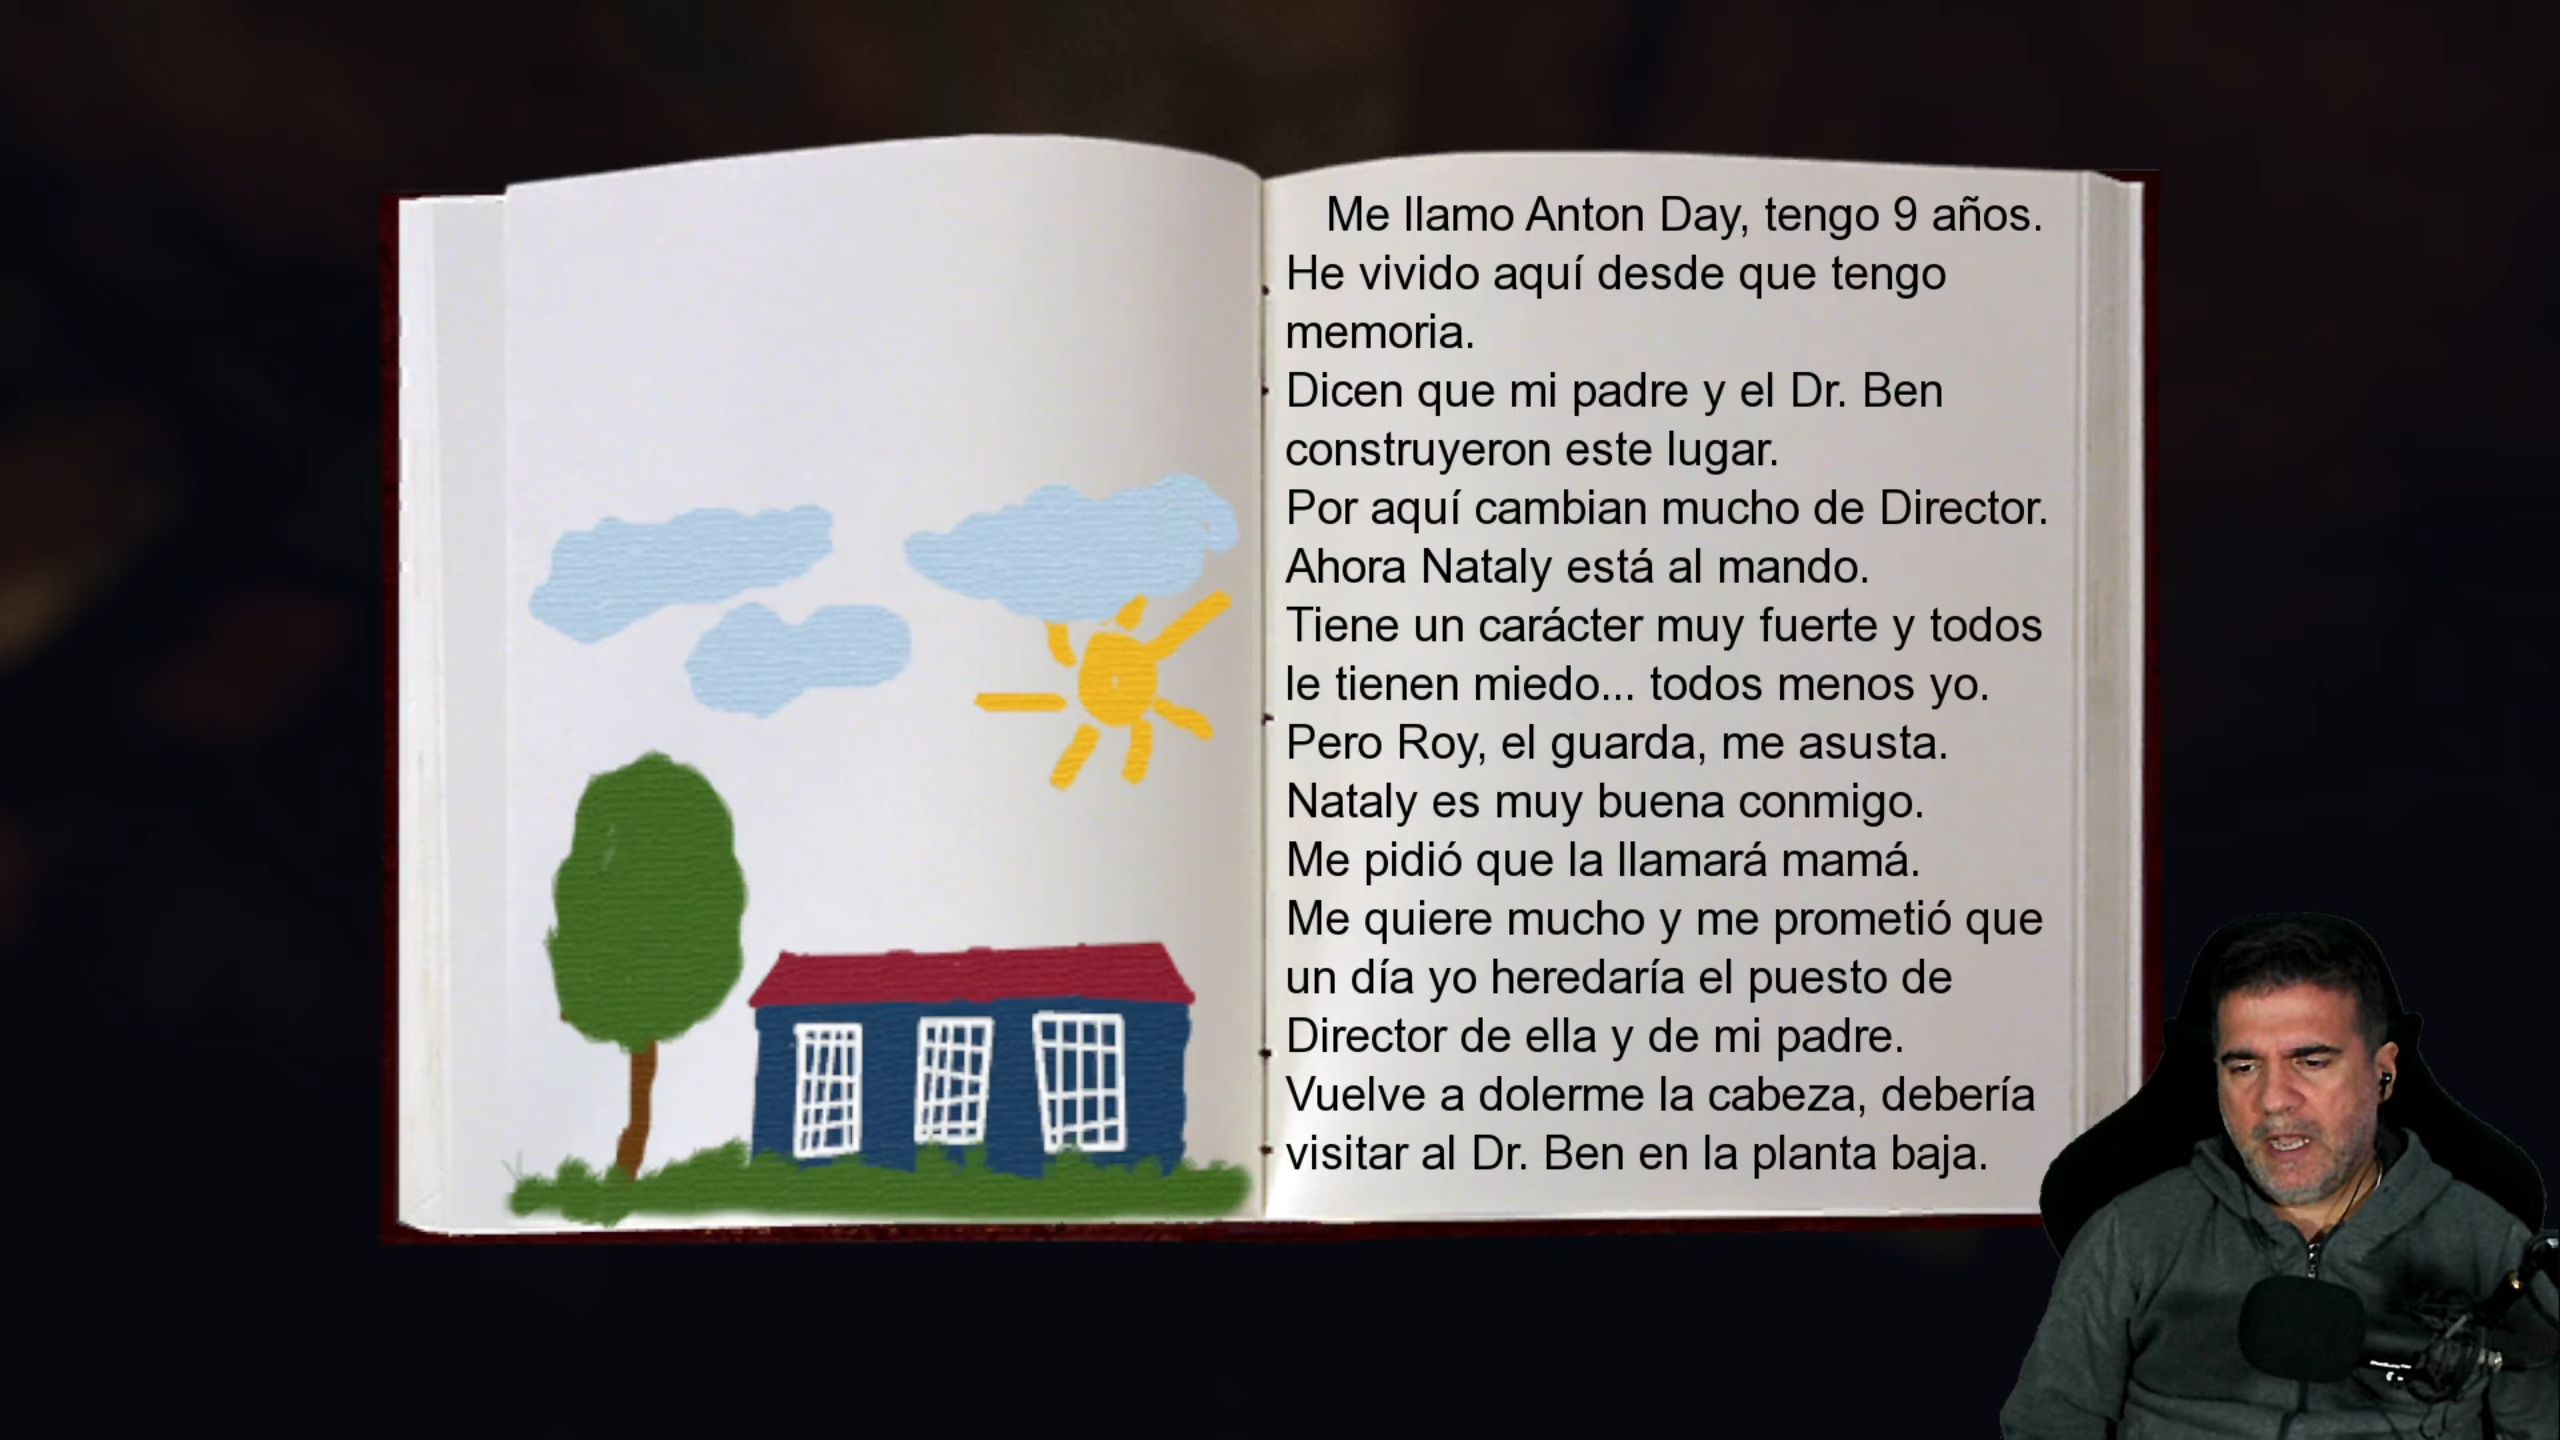 Me llamo Anton Day, tengo 9 años.
He vivido aquí desde que tengo
memoria.
Dicen que mi padre y el Dr. Ben
construyeron este lugar.
Por aquí cambian mucho de Director.
Ahora Nataly está al mando.
Tiene un carácter muy fuerte y todos
le tienen miedo... todos menos yo.
Pero Roy, el guarda, me asusta.
Nataly es muy buena conmigo.
Me pidió que la llamará mamá.
Me quiere mucho y me prometió que
un día yo heredaría el puesto de
Director de ella y de mi padre.
Vuelve a dolerme la cabeza, debería
visitar al Dr. Ben en la planta baja.